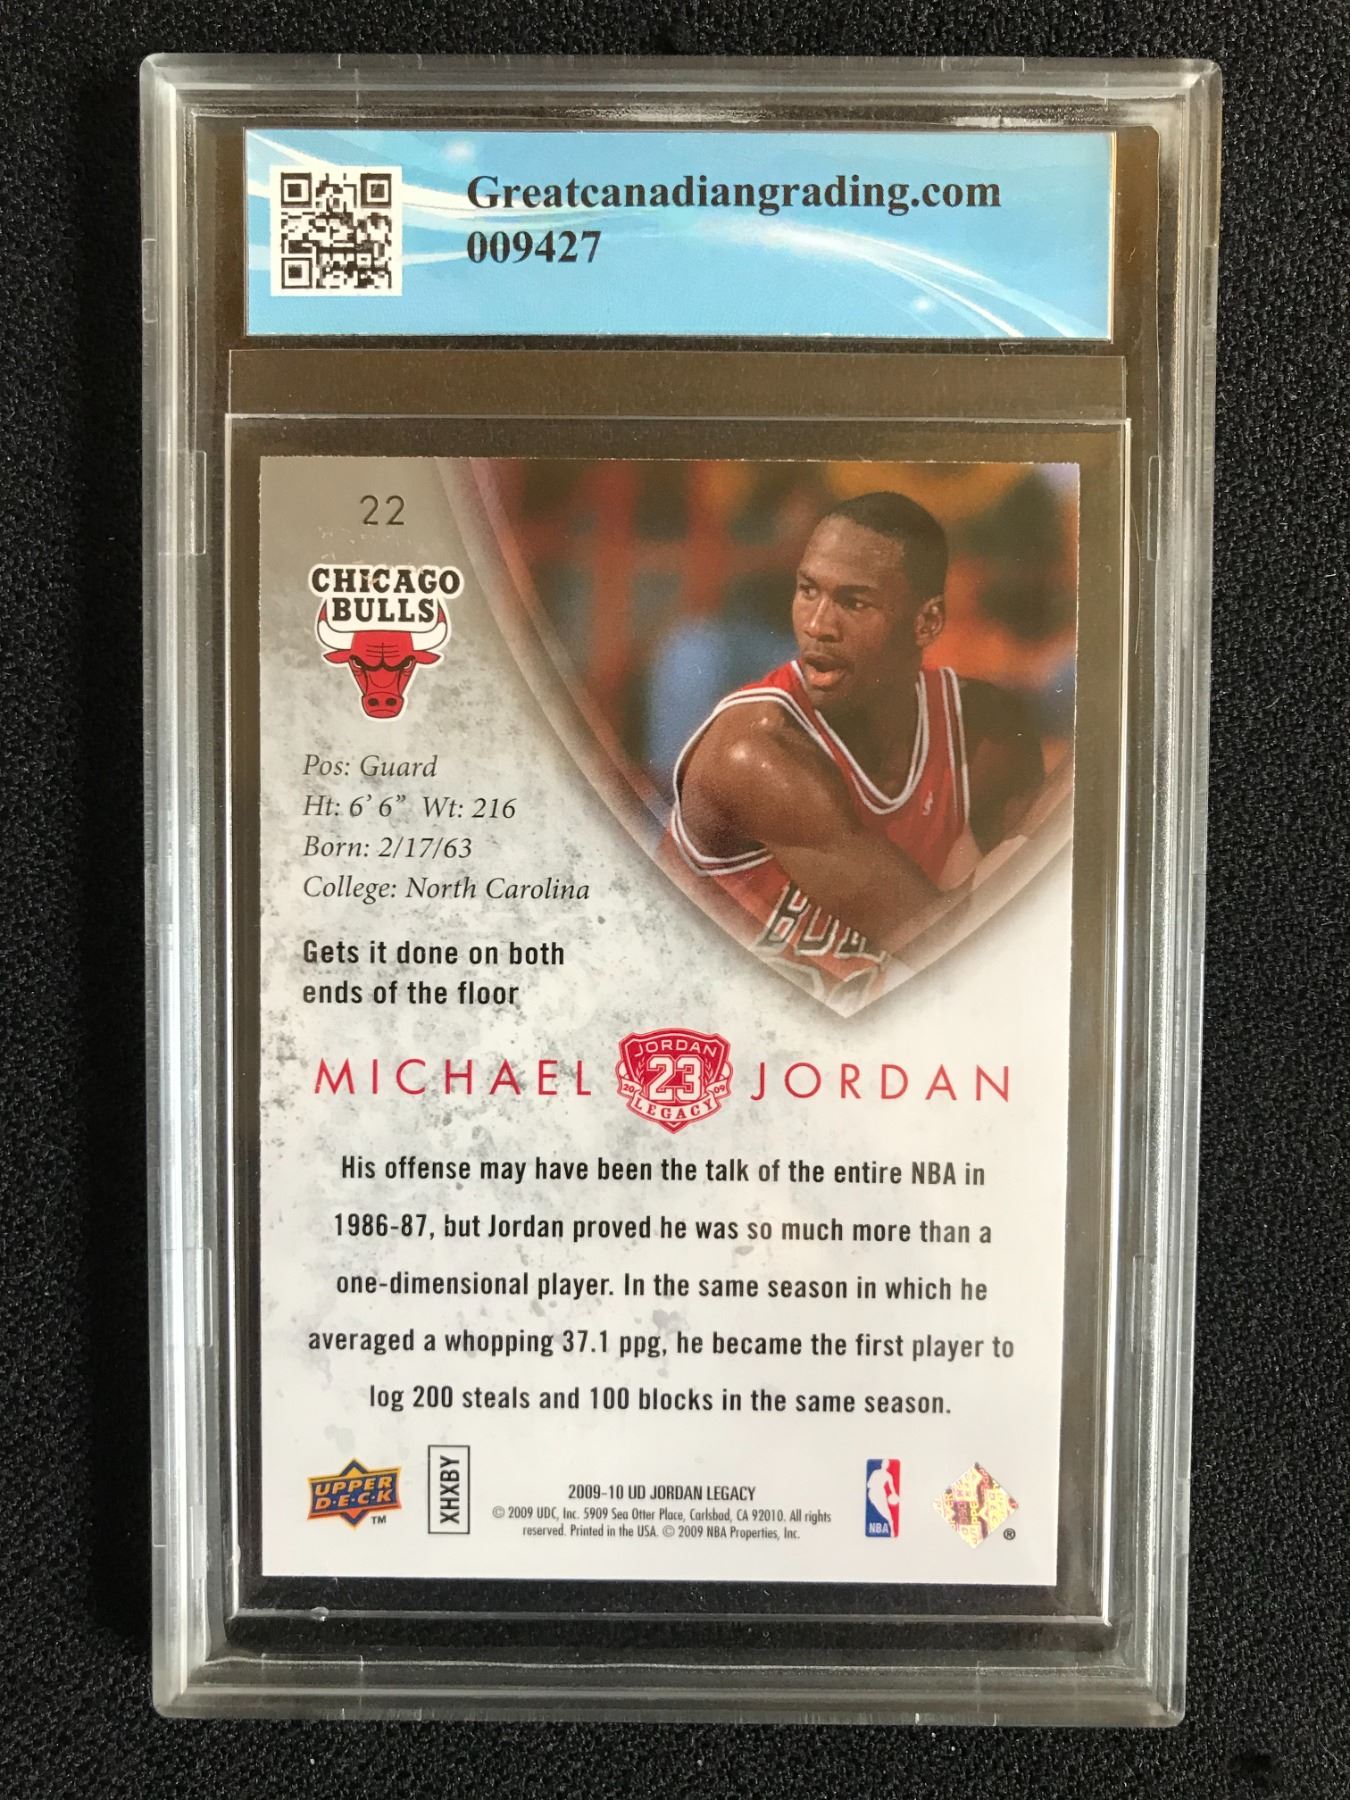 Greatcanadiangrading.com
009427
22
CHICAGO
BULLS
Pos: Guard
Ht: 6' 6" Wt: 216
Born: 2/17/63
College: North Carolina
Gets it done on both
ends of the floor
MICHAEL JORDAN 23 2009 LEGACY JORDAN
His offense may have been the talk of the entire NBA in
1986-87, but Jordan proved he was so much more than a
one-dimensional player. In the same season in which he
averaged a whopping 37.1 ppg, he became the first player to
log 200 steals and 100 blocks in the same season.
UPPER
D·E·C·K
TM
XHXBY
2009-10 UD JORDAN LEGACY
© 2009 UDC, Inc. 5909 Sea Otter Place, Carlsbad, CA 92010. All rights
reserved. Printed in the USA. © 2009 NBA Properties, Inc.
NBA
®